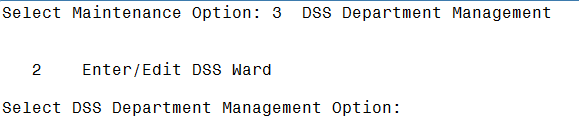 Select Maintenance Option: 3  DSS Department Management
2    Enter/Edit DSS Ward
Select DSS Department Management Option: